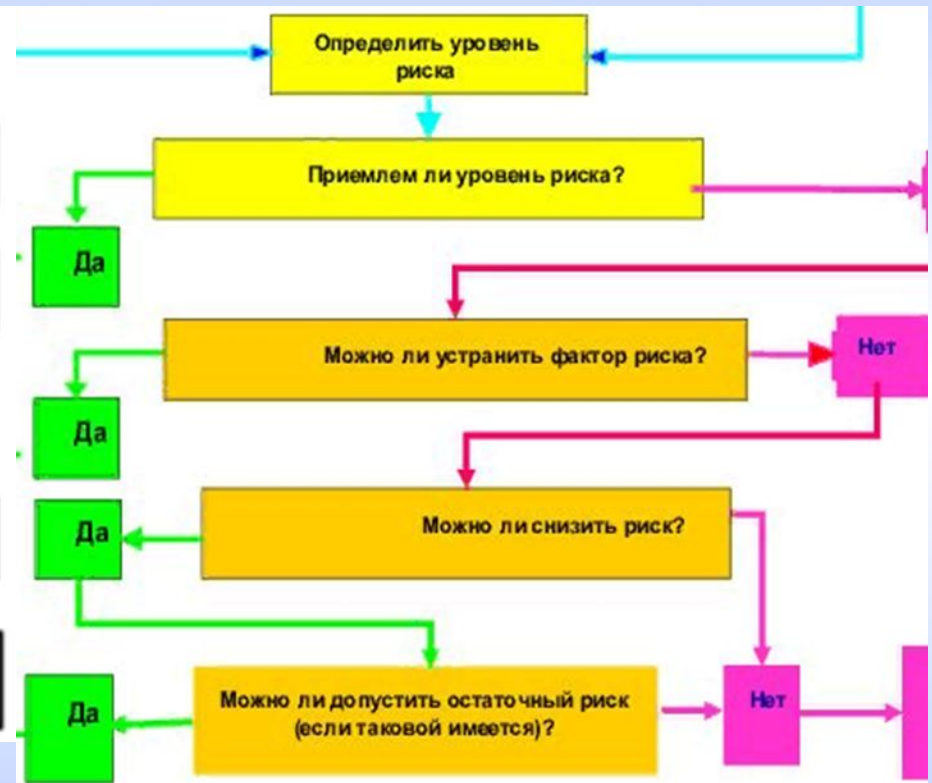 Определить уровень
риска
Приемлем ли уровень риска?
Да
Можно ли устранить фактор риска?
Нет
Да
Можно ли снизить риск?
Да
Можно ли допустить остаточный риск
(если таковой имеется)?
Нет
Да